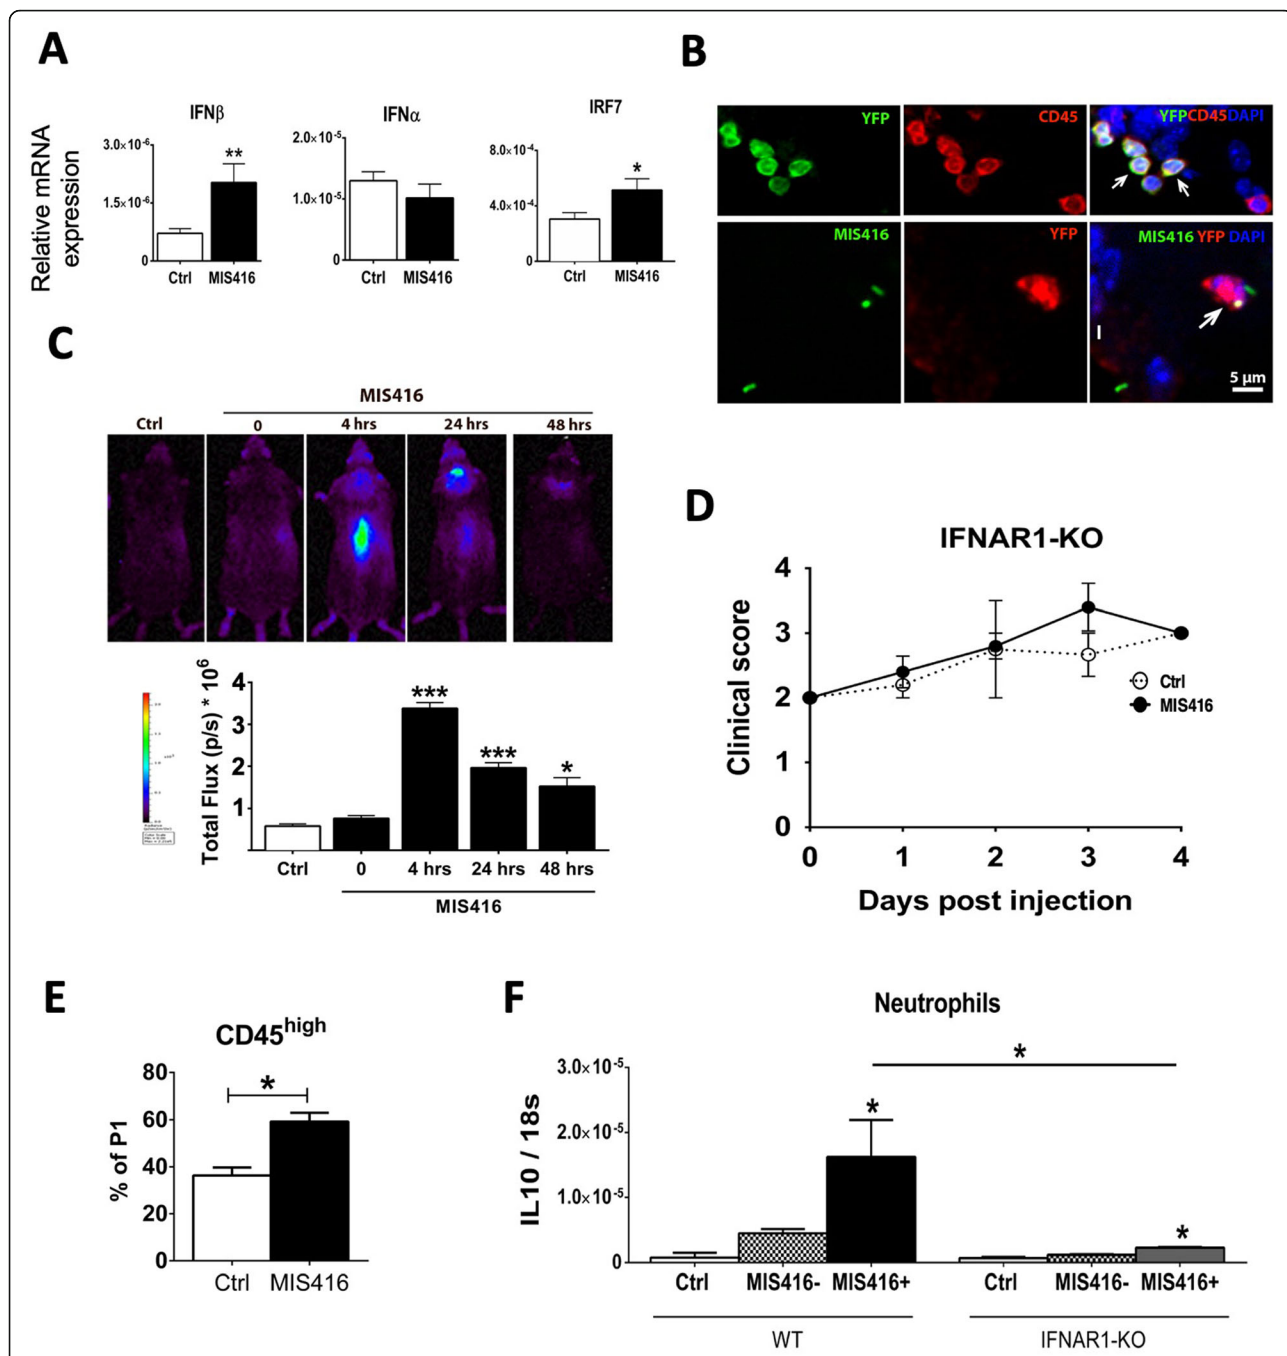 A
IFNβ
IFNα
IRF7
Relative mRNA expression
3.0×10-6
1.5×10-6
0
**
Ctrl MIS416
2.0×10-5
1.0×10-5
0
Ctrl MIS416
8.0×10-4
4.0×10-4
0
*
Ctrl MIS416
B
YFP
CD45
YFPCD45DAPI
MIS416
YFP
MIS416 YFP DAPI
5 µm
C
MIS416
Ctrl 0 4 hrs 24 hrs 48 hrs
Total Flux (p/s) * 10^6
4
3
2
1
*** *** *
Ctrl 0 4 hrs 24 hrs 48 hrs
MIS416
D
IFNAR1-KO
Clinical score
4
3
2
1
0
Ctrl
MIS416
0 1 2 3 4
Days post injection
E
CD45high
% of P1
80
60
40
20
0
*
Ctrl MIS416
F
Neutrophils
IL10 / 18s
3.0×10-5
2.0×10-5
1.0×10-5
0
*
*
*
Ctrl MIS416- MIS416+ Ctrl MIS416- MIS416+
WT IFNAR1-KO